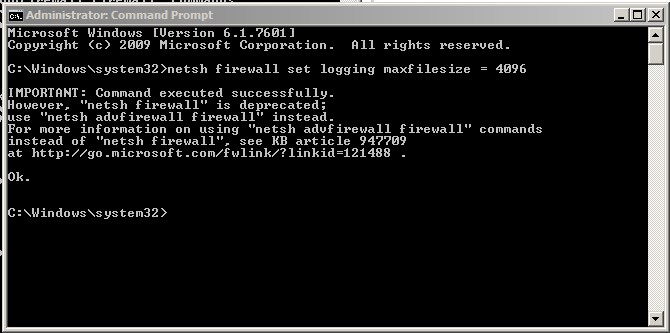 Administrator: Command Prompt
Microsoft Windows [Version 6.1.7601]
Copyright (c) 2009 Microsoft Corporation.  All rights reserved.
C:\Windows\system32>netsh firewall set logging maxfilesize = 4096
IMPORTANT: Command executed successfully.
However, "netsh firewall" is deprecated;
use "netsh advfirewall firewall" instead.
For more information on using "netsh advfirewall firewall" commands
instead of "netsh firewall", see KB article 947709
at http://go.microsoft.com/fwlink/?linkid=121488 .
Ok.
C:\Windows\system32>